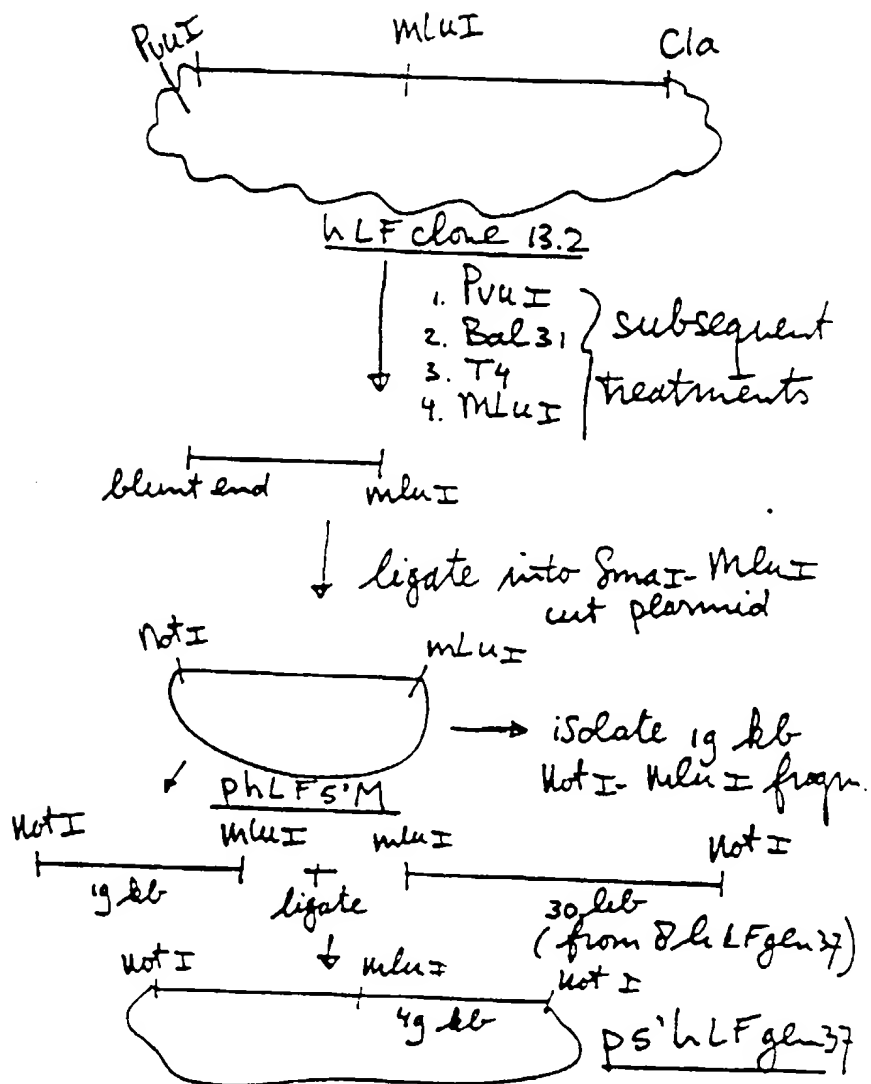 PvuI
mLuI
Cla
hLF clone 13.2
1. PvuI
2. Bal31
3. T4
4. MLuI
subsequent
treatments
blunt end
mluI
ligate into SmaI-MluI
cut plasmid
NotI
mLuI
isolate 19 kb
NotI-mluI fragm.
phLF5'M
NotI
mluI
mluI
NotI
19 kb
+
ligate
30 kb
(from 8hLFgen37)
NotI
mluI
NotI
49 kb
p5'hLFgen37